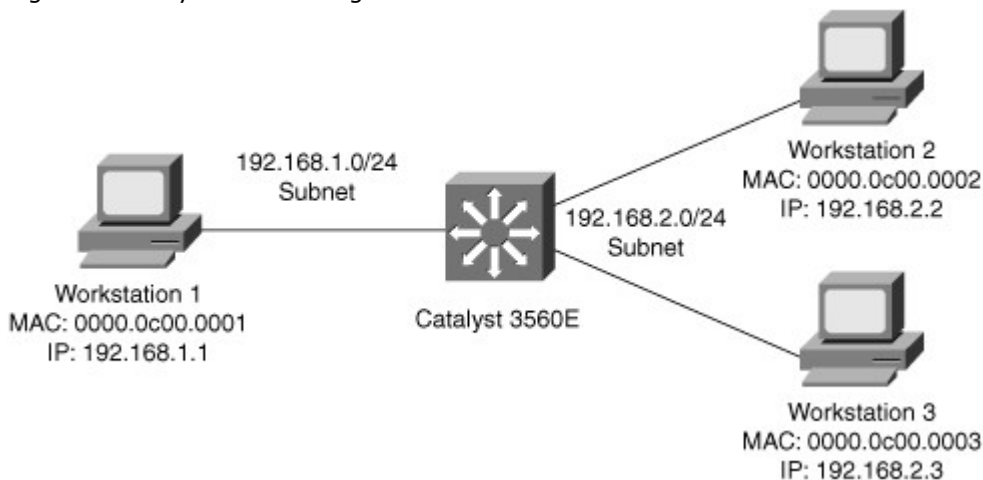 192.168.1.0/24
Subnet
Workstation 1
MAC: 0000.0c00.0001
IP: 192.168.1.1
Catalyst 3560E
192.168.2.0/24
Subnet
Workstation 2
MAC: 0000.0c00.0002
IP: 192.168.2.2
Workstation 3
MAC: 0000.0c00.0003
IP: 192.168.2.3